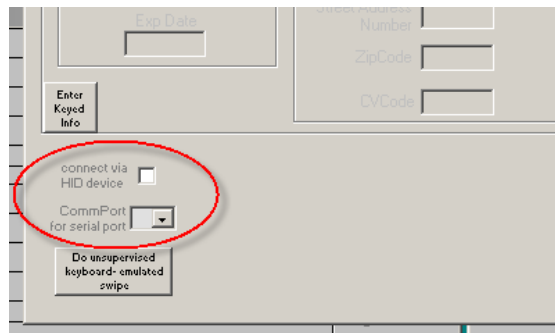 Exp Date
Street Address
Number
ZipCode
CVCode
Enter
Keyed
Info
connect via
HID device
CommPort
for serial port
Do unsupervised
keyboard- emulated
swipe